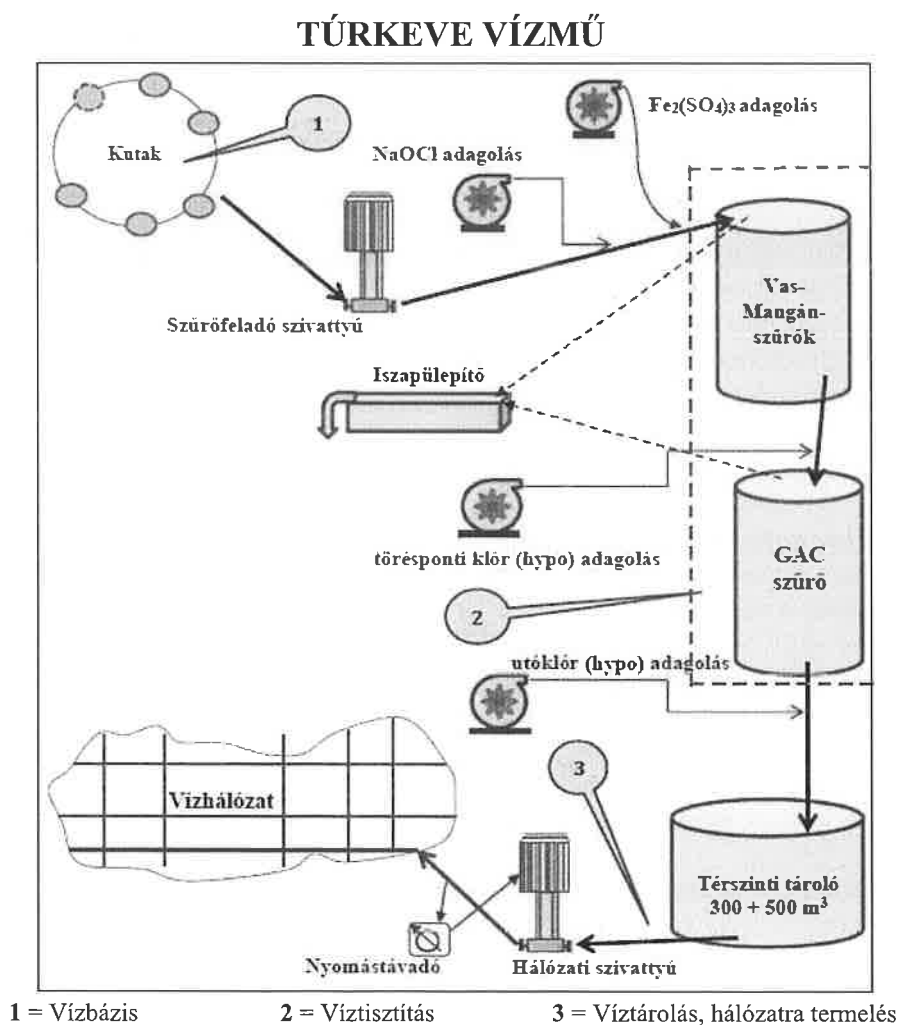 TÚRKEVE VÍZMŰ
Fe2(SO4)3 adagolás
1
Kutak
NaOCl adagolás
Vas-
Mangán-
szűrők
Szűrőfeladó szivattyú
Iszapülepítő
GAC
szűrő
törésponti klór (hypo) adagolás
2
utóklór (hypo) adagolás
3
Vízhálózat
Térszinti tároló
300 + 500 m³
Nyomástávadó
Hálózati szivattyú
1 = Vízbázis 2 = Víztisztítás 3 = Víztárolás, hálózatra termelés